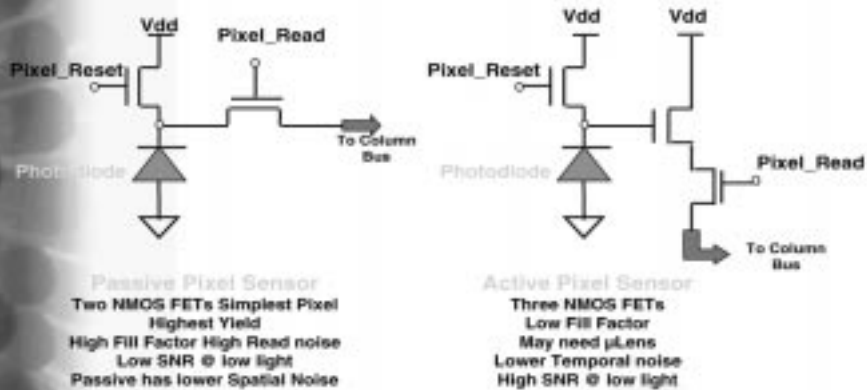 Vdd
Pixel_Read
Pixel_Reset
To Column
Bus
Photodiode
Passive Pixel Sensor
Two NMOS FETs Simplest Pixel
Highest Yield
High Fill Factor High Read noise
Low SNR @ low light
Passive has lower Spatial Noise
Vdd
Vdd
Pixel_Reset
Photodiode
Pixel_Read
To Column
Bus
Active Pixel Sensor
Three NMOS FETs
Low Fill Factor
May need µLens
Lower Temporal noise
High SNR @ low light